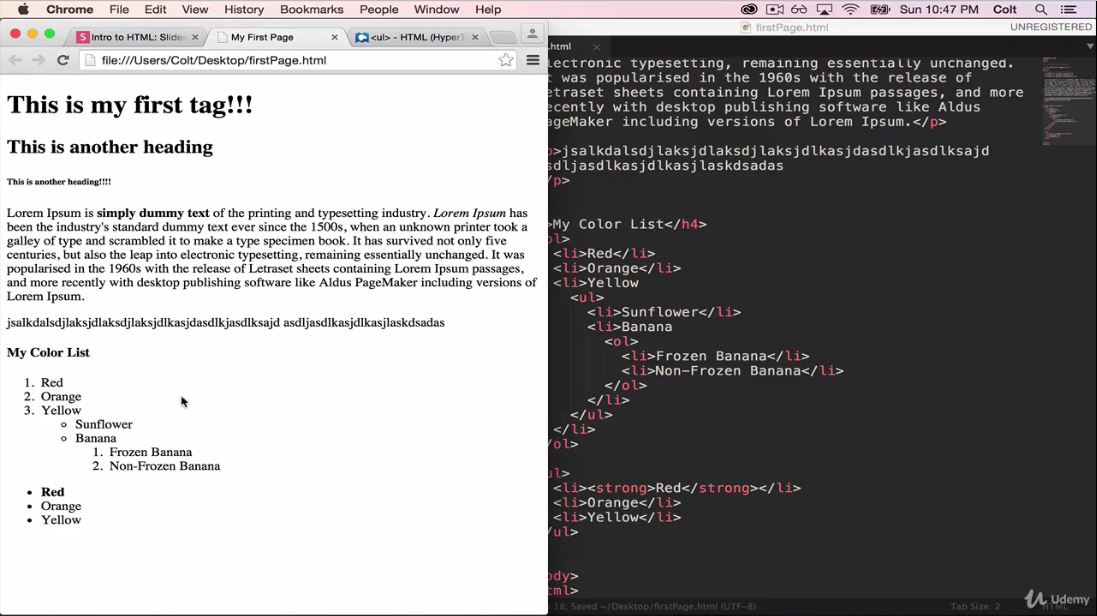 Chrome File Edit View History Bookmarks People Window Help
Sun 10:47 PM Colt
Intro to HTML: Slides
My First Page
<ul> - HTML (HyperT
firstPage.html
UNREGISTERED
file:///Users/Colt/Desktop/firstPage.html
.html
This is my first tag!!!
This is another heading
This is another heading!!!!
Lorem Ipsum is simply dummy text of the printing and typesetting industry. Lorem Ipsum has
been the industry's standard dummy text ever since the 1500s, when an unknown printer took a
galley of type and scrambled it to make a type specimen book. It has survived not only five
centuries, but also the leap into electronic typesetting, remaining essentially unchanged. It was
popularised in the 1960s with the release of Letraset sheets containing Lorem Ipsum passages,
and more recently with desktop publishing software like Aldus PageMaker including versions of
Lorem Ipsum.
jsalkdalsdjlaksjdlaksdjlaksjdlkasjdasdlkjasdlksajd asdljasdlkasjdlkasjlaskdsadas
My Color List
1. Red
2. Orange
3. Yellow
Sunflower
Banana
1. Frozen Banana
2. Non-Frozen Banana
Red
Orange
Yellow
electronic typesetting, remaining essentially unchanged.
t was popularised in the 1960s with the release of
etraset sheets containing Lorem Ipsum passages, and more
recently with desktop publishing software like Aldus
ageMaker including versions of Lorem Ipsum.</p>
p>jsalkdalsdjlaksjdlaksdjlaksjdlkasjdasdlkjasdlksajd
sdljasdlkasjdlkasjlaskdsadas
/p>
>My Color List</h4>
ol>
<li>Red</li>
<li>Orange</li>
<li>Yellow
<ul>
<li>Sunflower</li>
<li>Banana
<ol>
<li>Frozen Banana</li>
<li>Non-Frozen Banana</li>
</ol>
</li>
</ul>
</li>
/ol>
ul>
<li><strong>Red</strong></li>
<li>Orange</li>
<li>Yellow</li>
/ul>
body>
html>
18; Saved ~/Desktop/firstPage.html (UTF-8)
Tab Size: 2
HTML
Udemy